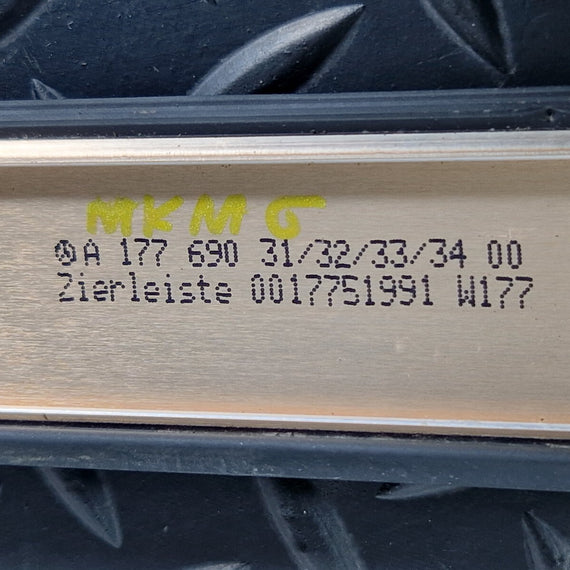 MKM G
A 177 690 31/32/33/34 00
Zierleiste 0017751991 W177